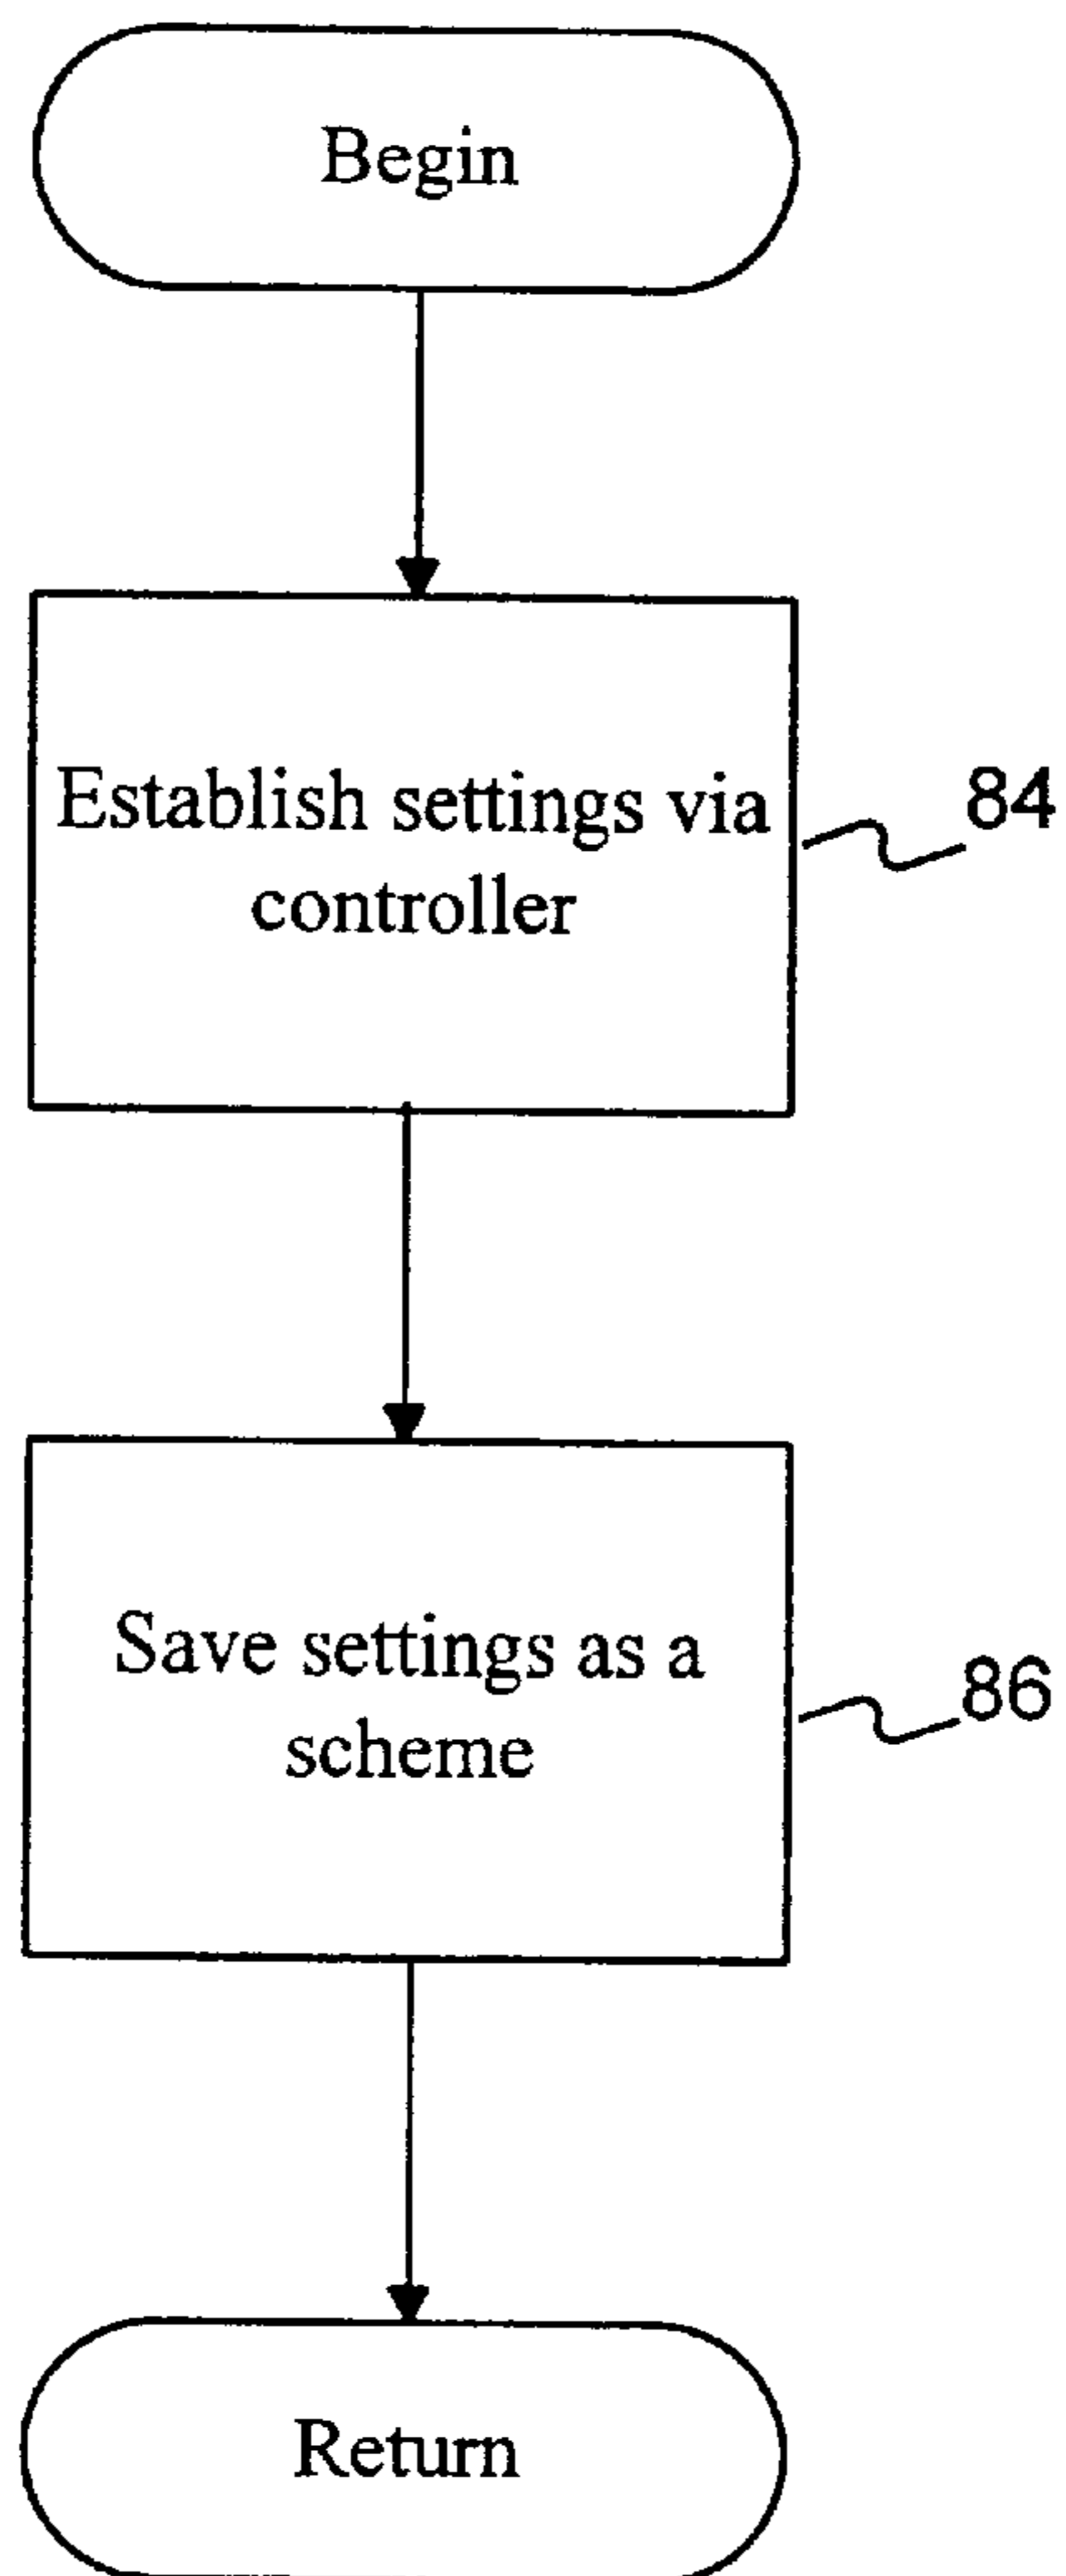 Begin
Establish settings via
controller
84
Save settings as a
scheme
86
Return